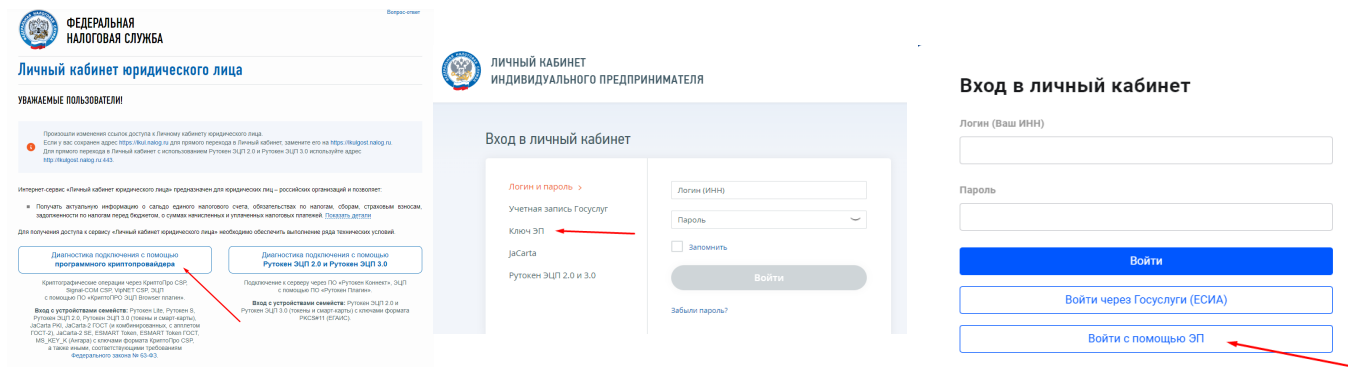 Вопрос-ответ
ФЕДЕРАЛЬНАЯ
НАЛОГОВАЯ СЛУЖБА
Личный кабинет юридического лица
УВАЖАЕМЫЕ ПОЛЬЗОВАТЕЛИ!
Произошли изменения ссылок доступа к Личному кабинету юридического лица.
Если у вас сохранен адрес https://lkul.nalog.ru для прямого перехода в Личный кабинет, замените его на https://lkulgost.nalog.ru.
Для прямого перехода в Личный кабинет с использованием Рутокен ЭЦП 2.0 и Рутокен ЭЦП 3.0 используйте адрес
http://lkulgost.nalog.ru:443.
Интернет-сервис «Личный кабинет юридического лица» предназначен для юридических лиц – российских организаций и позволяет:
Получать актуальную информацию о сальдо единого налогового счета, обязательствах по налогам, сборам, страховым взносам,
задолженности по налогам перед бюджетом, о суммах начисленных и уплаченных налоговых платежей. Показать детали
Для получения доступа к сервису «Личный кабинет юридического лица» необходимо обеспечить выполнение ряда технических условий.
Диагностика подключения с помощью
программного криптопровайдера
Криптографические операции через КриптоПро CSP,
Signal-COM CSP, VipNET CSP, ЭЦП
с помощью ПО «КриптоПРО ЭЦП Browser плагин».
Вход с устройствами семейств: Рутокен Lite, Рутокен S,
Рутокен ЭЦП 2.0, Рутокен ЭЦП 3.0 (токены и смарт-карты),
JaCarta PKI, JaCarta-2 ГОСТ (и комбинированных, с апплетом
ГОСТ-2), JaCarta-2 SE, ESMART Token, ESMART Token ГОСТ,
MS_KEY_K (Ангара) с ключами формата КриптоПро CSP,
а также иными, соответствующими требованиями
Федерального закона № 63-ФЗ.
Диагностика подключения с помощью
Рутокен ЭЦП 2.0 и Рутокен ЭЦП 3.0
Подключение к серверу через ПО «Рутокен Коннект», ЭЦП
с помощью ПО «Рутокен Плагин».
Вход с устройствами семейств: Рутокен ЭЦП 2.0 и
Рутокен ЭЦП 3.0 (токены и смарт-карты) с ключами формата
PKCS#11 (ЕГАИС).
ЛИЧНЫЙ КАБИНЕТ
ИНДИВИДУАЛЬНОГО ПРЕДПРИНИМАТЕЛЯ
Вход в личный кабинет
Логин и пароль >
Учетная запись Госуслуг
Ключ ЭП
JaCarta
Рутокен ЭЦП 2.0 и 3.0
Логин (ИНН)
Пароль
Запомнить
Войти
Забыли пароль?
Вход в личный кабинет
Логин (Ваш ИНН)
Пароль
Войти
Войти через Госуслуги (ЕСИА)
Войти с помощью ЭП